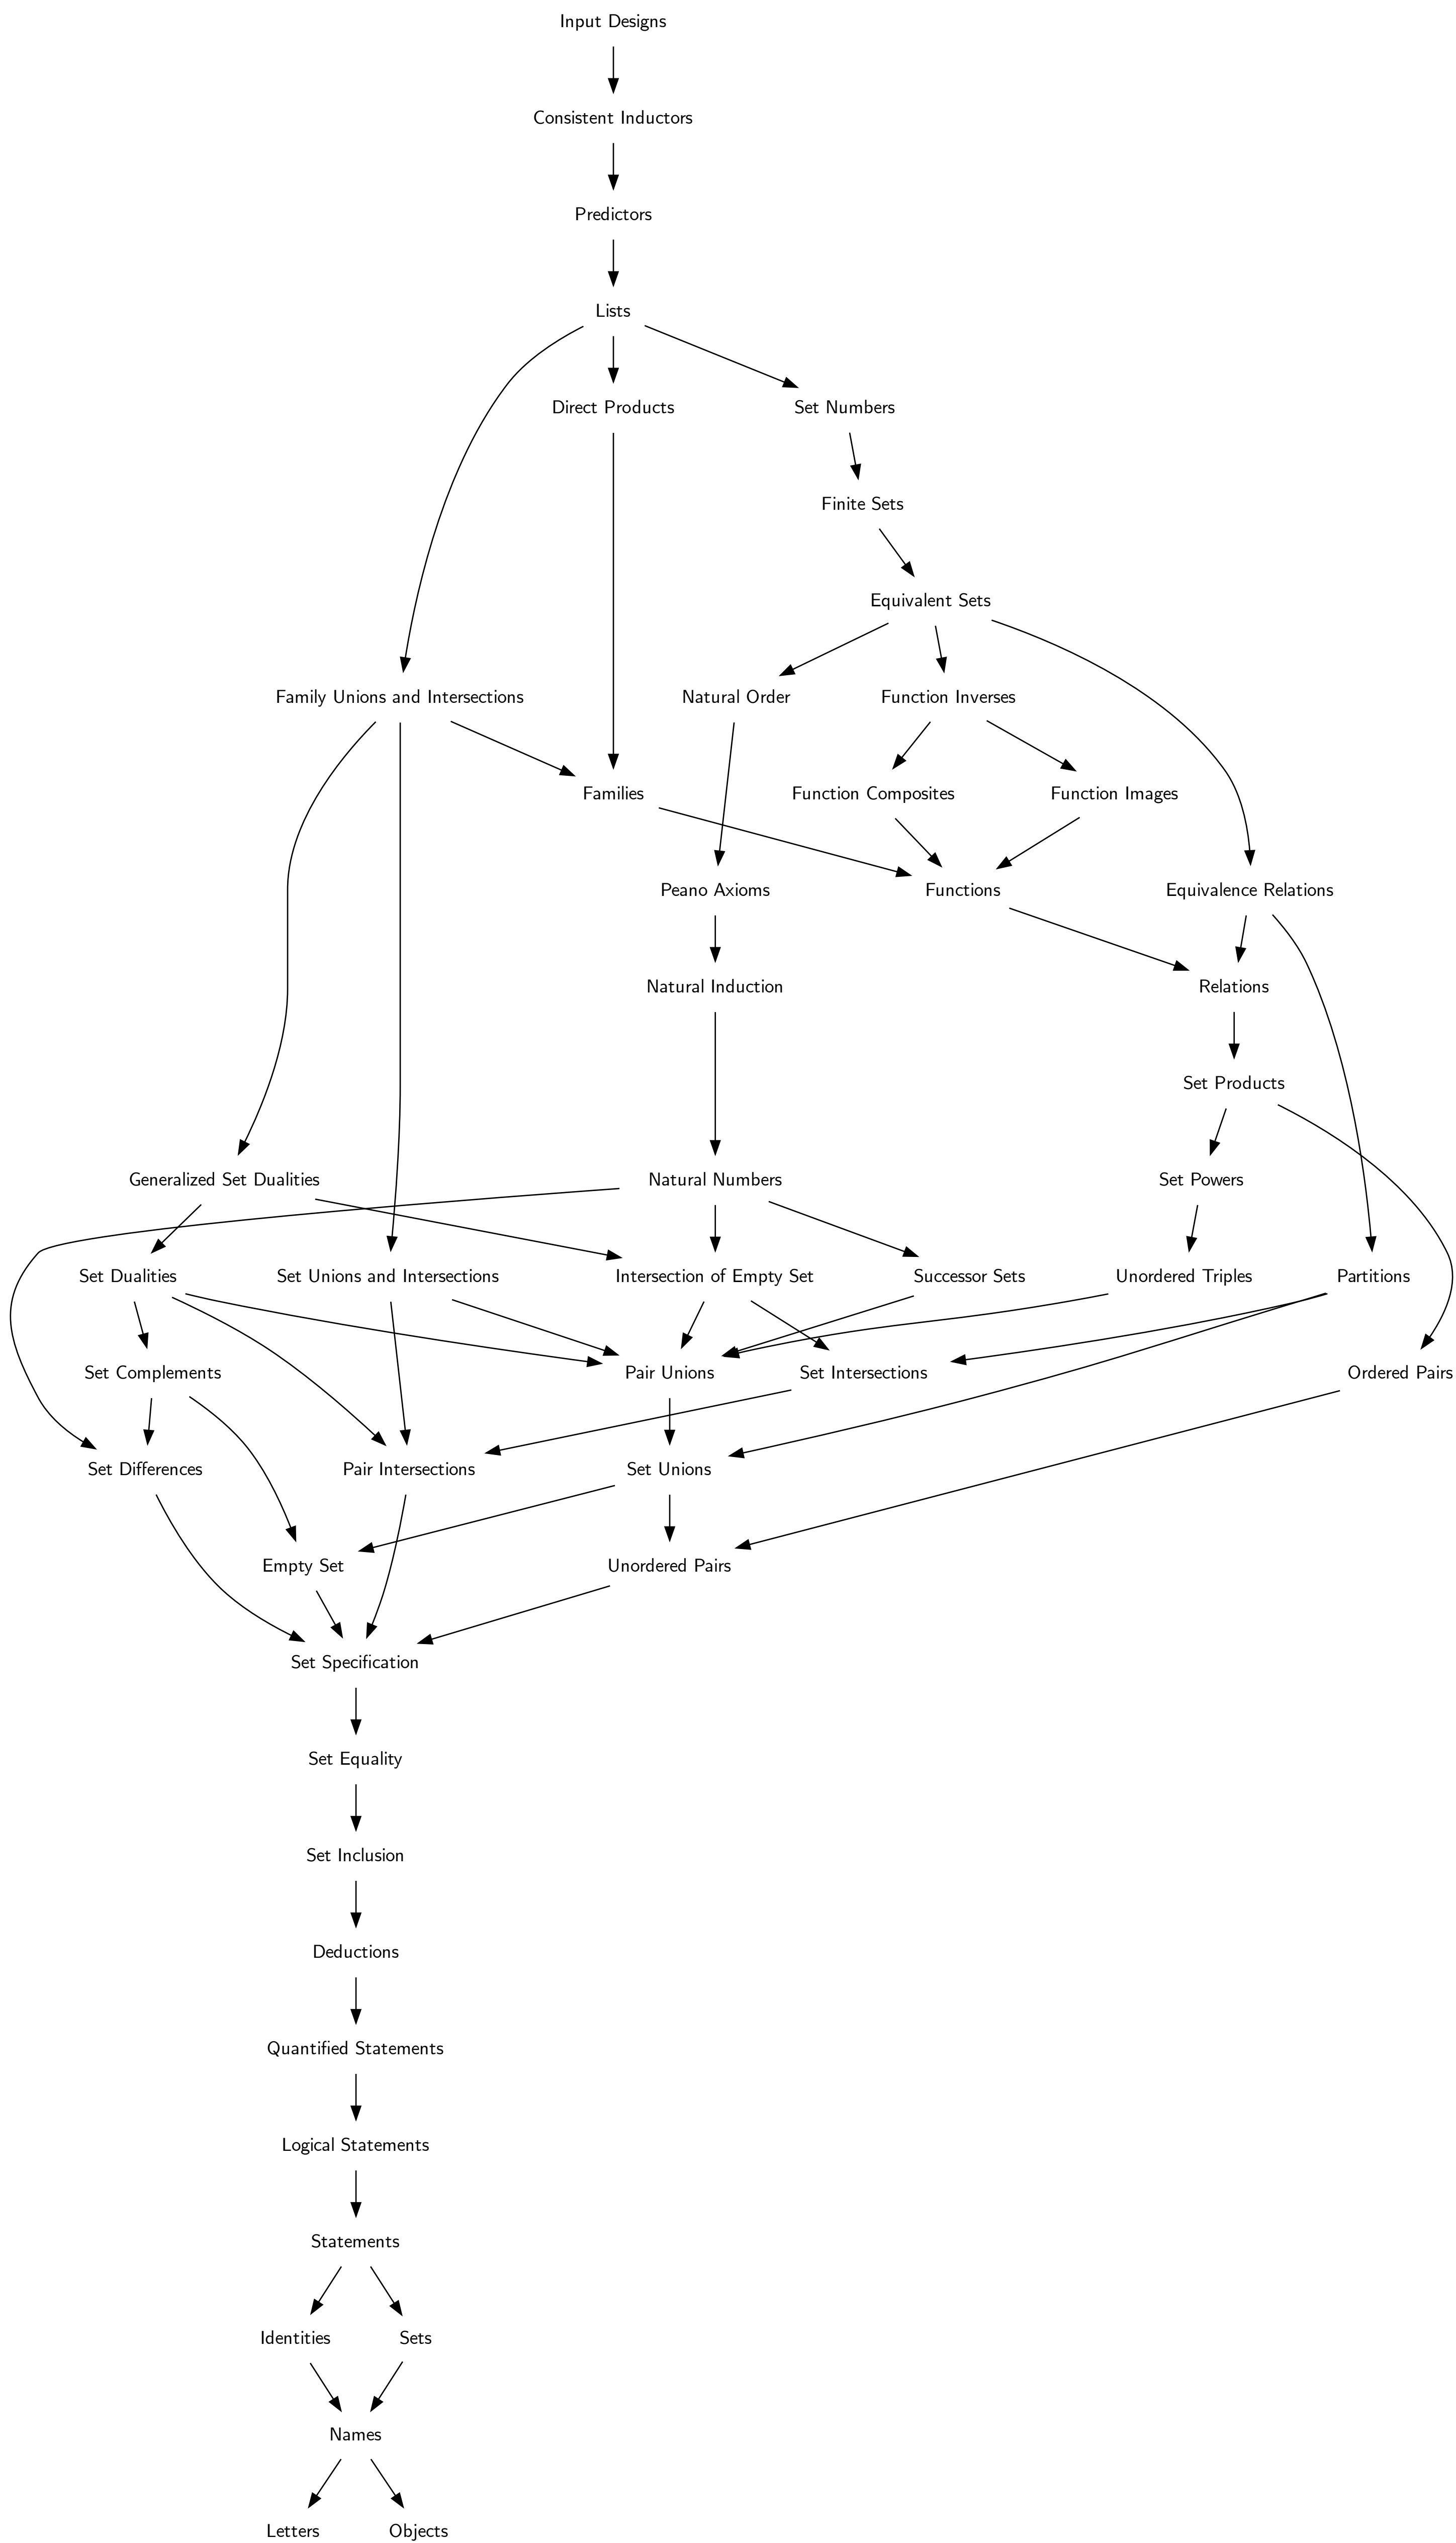 Input Designs
Consistent Inductors
Predictors
Lists
Direct Products
Set Numbers
Finite Sets
Equivalent Sets
Family Unions and Intersections
Natural Order
Function Inverses
Families
Function Composites
Function Images
Peano Axioms
Functions
Equivalence Relations
Natural Induction
Relations
Set Products
Generalized Set Dualities
Natural Numbers
Set Powers
Set Dualities
Set Unions and Intersections
Intersection of Empty Set
Successor Sets
Unordered Triples
Partitions
Set Complements
Pair Unions
Set Intersections
Ordered Pairs
Set Differences
Pair Intersections
Set Unions
Empty Set
Unordered Pairs
Set Specification
Set Equality
Set Inclusion
Deductions
Quantified Statements
Logical Statements
Statements
Identities
Sets
Names
Letters
Objects